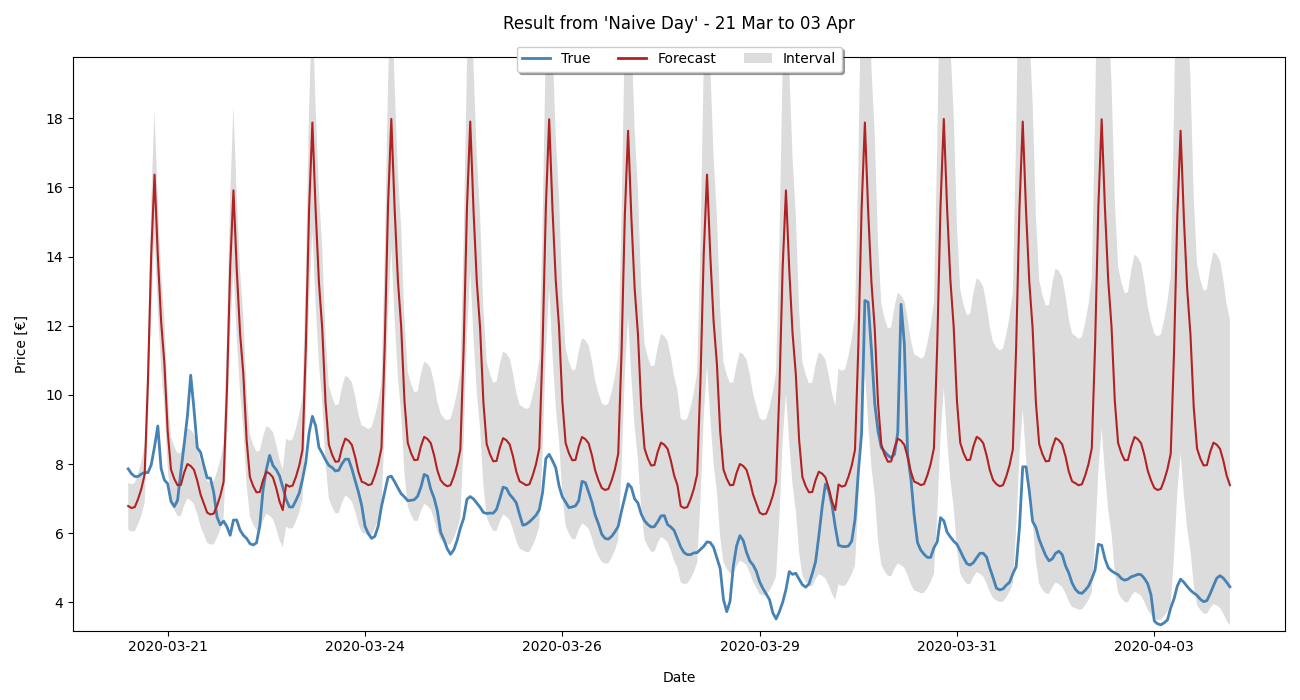 Result from 'Naive Day' - 21 Mar to 03 Apr
True Forecast Interval
Price [€]
18
16
14
12
10
8
6
4
2020-03-21 2020-03-24 2020-03-26 2020-03-29 2020-03-31 2020-04-03
Date